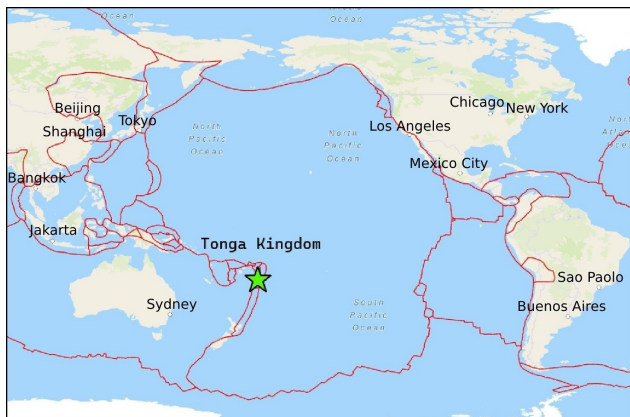 Ocean
Ocean
Beijing
Shanghai
Tokyo
North
Pacific
Ocean
North
Pacific
Ocean
Chicago
New York
Los Angeles
Mexico City
North
Bangkok
Jakarta
Tonga Kingdom
Sydney
South
Pacific
Ocean
Sao Paolo
Buenos Aires